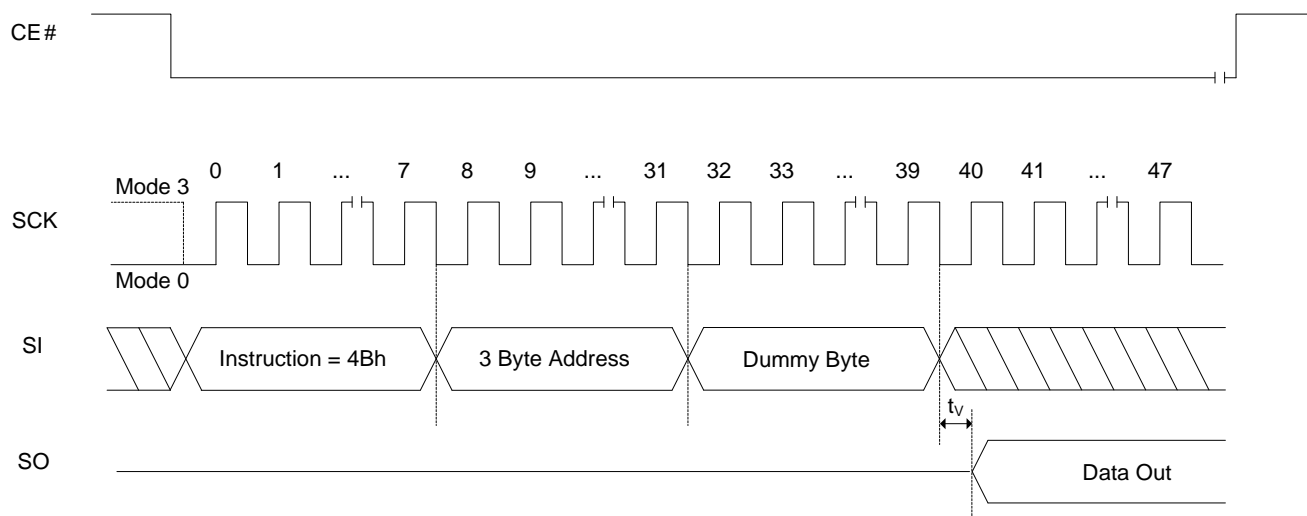 CE#
0 1 ... 7 8 9 ... 31 32 33 ... 39 40 41 ... 47
Mode 3
SCK
Mode 0
SI
Instruction = 4Bh
3 Byte Address
Dummy Byte
tV
SO
Data Out